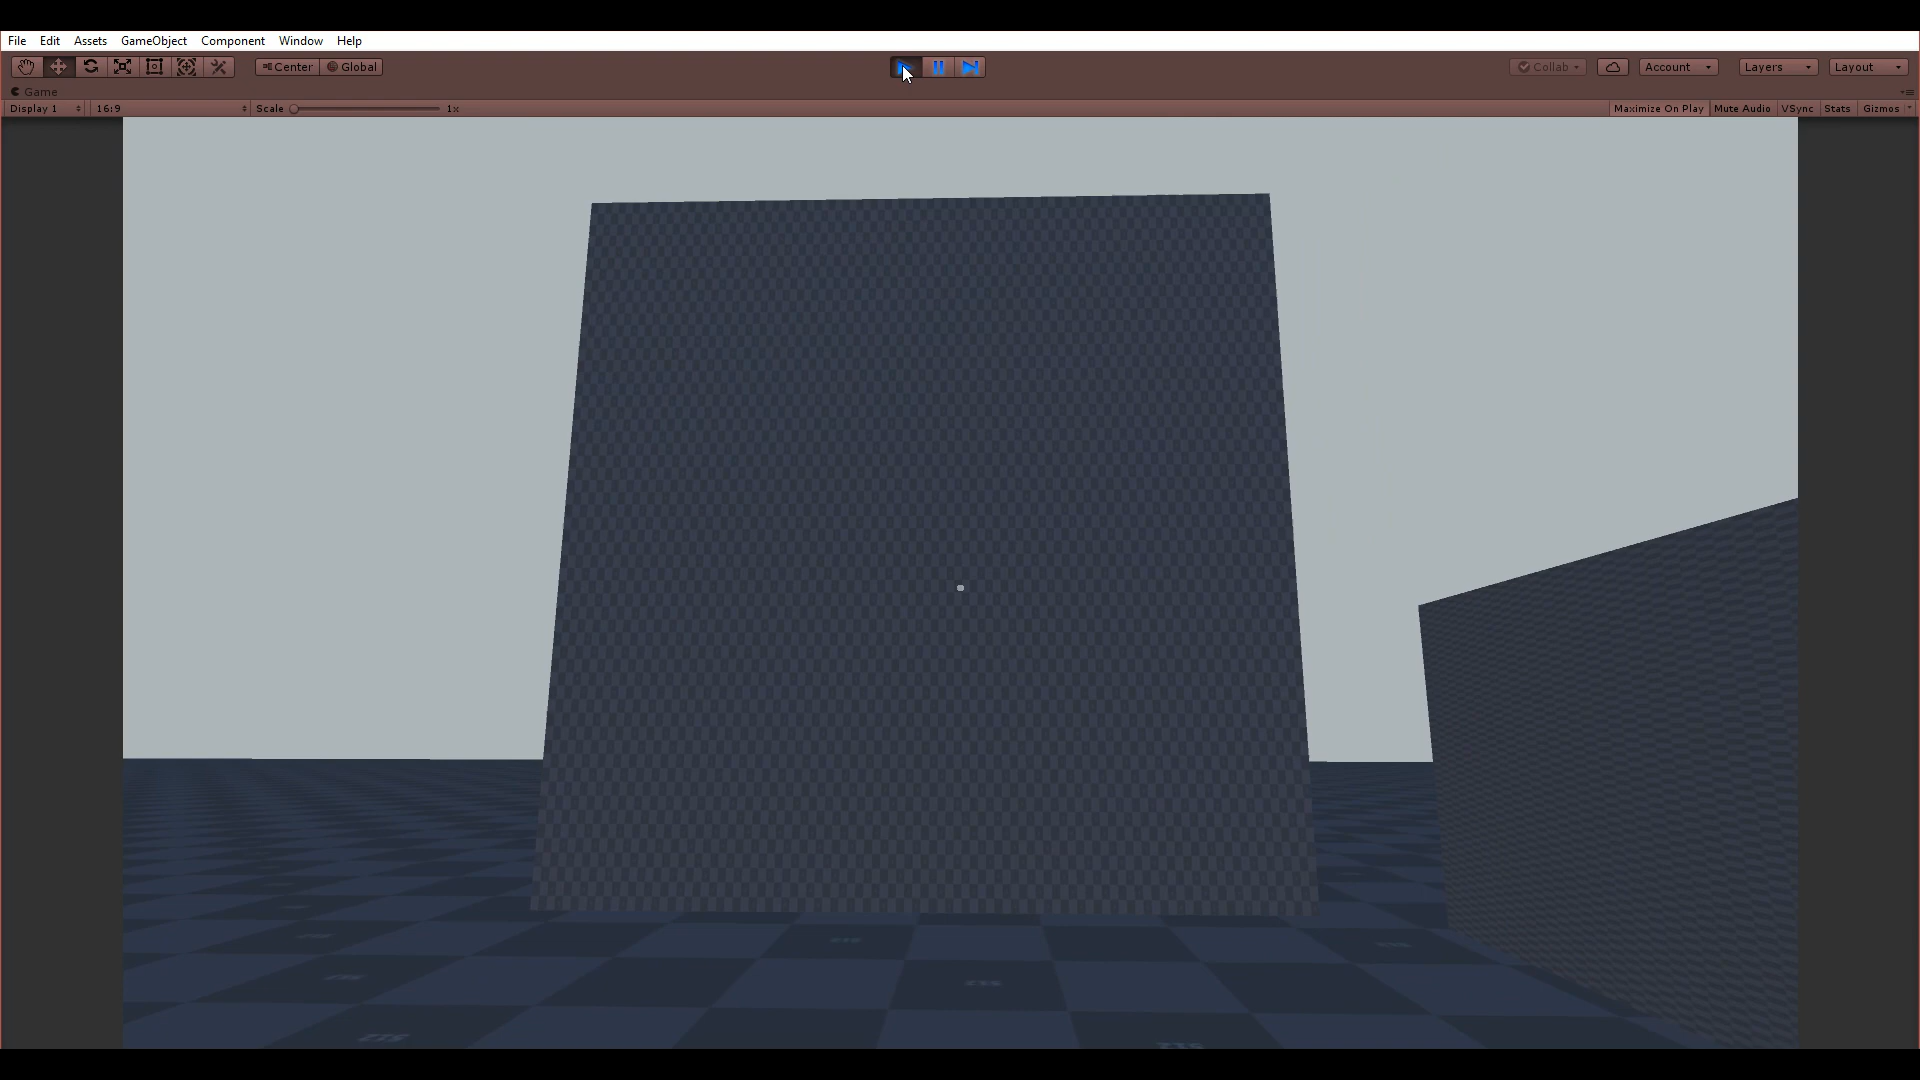 File Edit Assets GameObject Component Window Help
Center Global Collab Account Layers Layout
Game
Display 1 16:9 Scale 1x Maximize On Play Mute Audio VSync Stats Gizmos